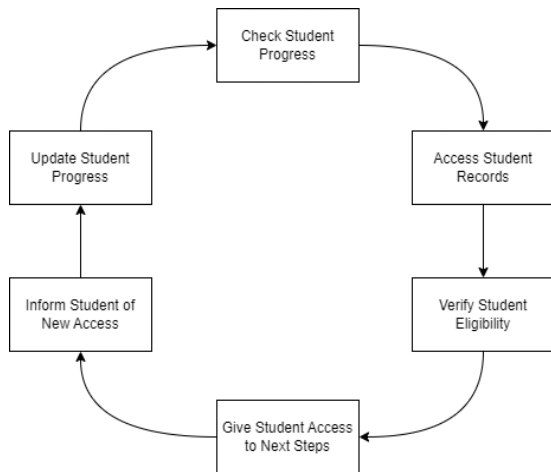 Check Student
Progress
Access Student
Records
Verify Student
Eligibility
Give Student Access
to Next Steps
Inform Student of
New Access
Update Student
Progress